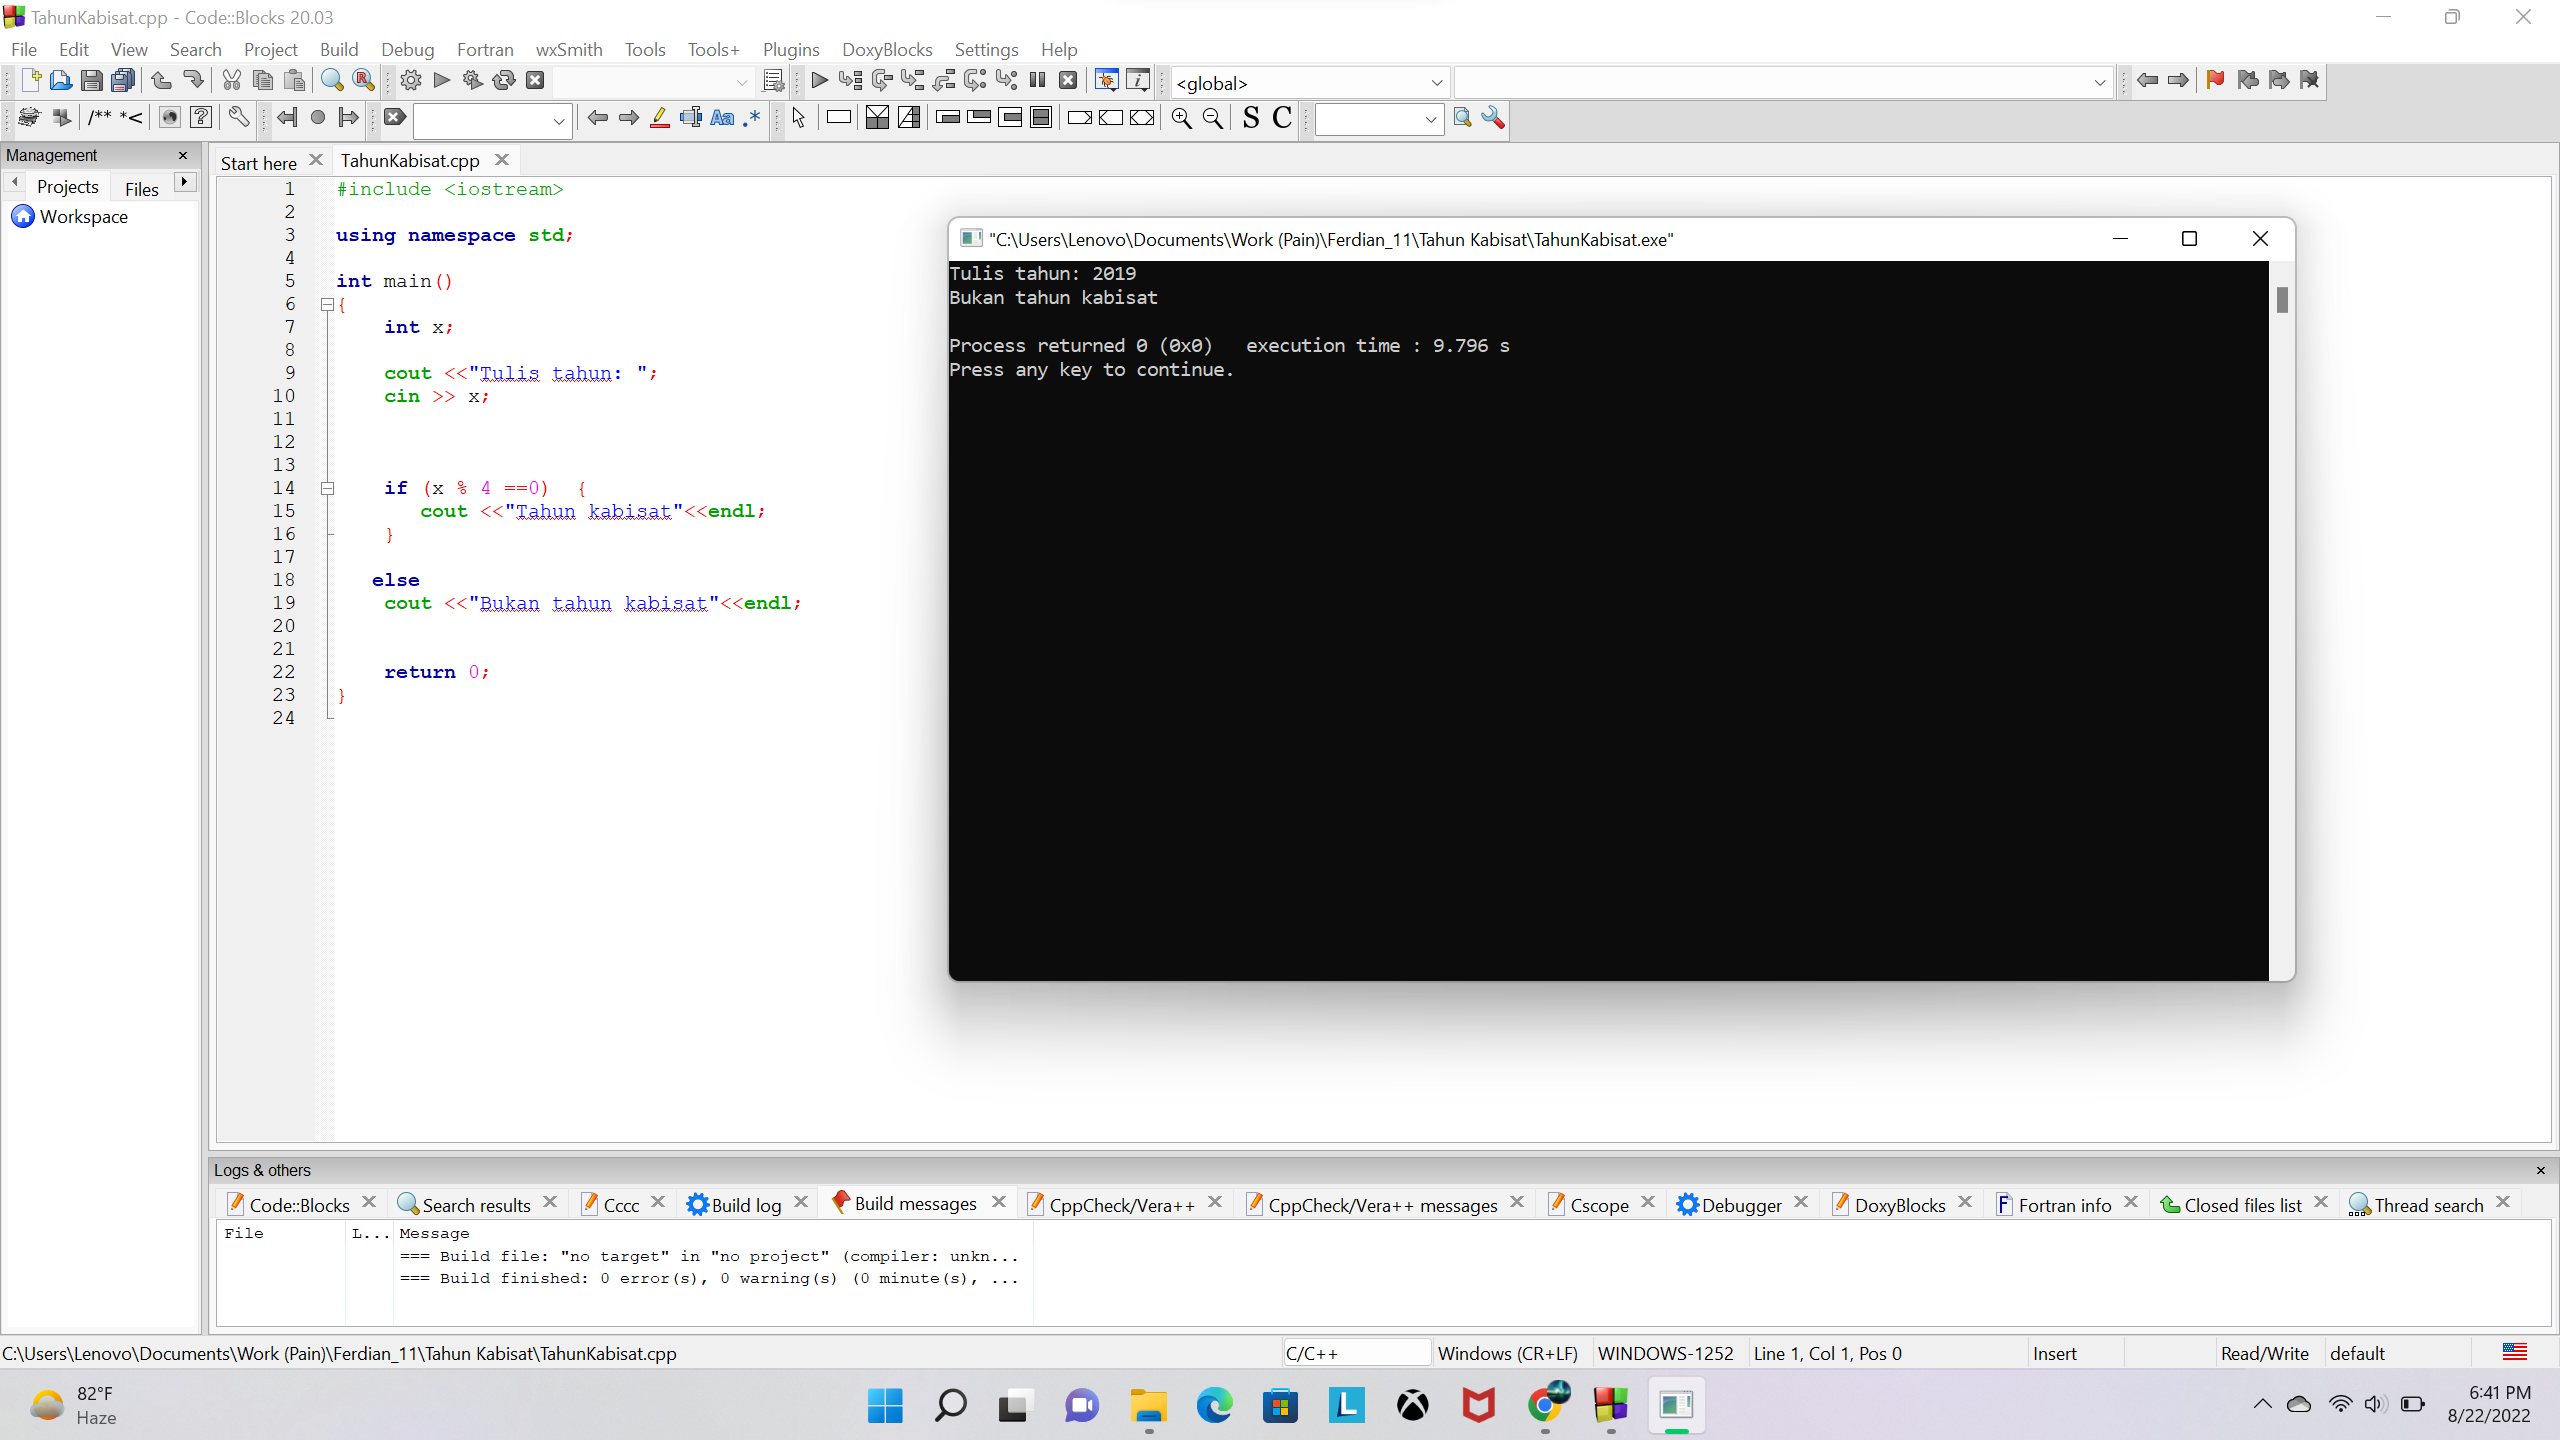 TahunKabisat.cpp - Code::Blocks 20.03
File Edit View Search Project Build Debug Fortran wxSmith Tools Tools+ Plugins DoxyBlocks Settings Help
<global>
/** *<
Aa .* S C
Management
Projects Files
Workspace
Start here TahunKabisat.cpp
1 #include <iostream>
2
3 using namespace std;
4
5 int main()
6 {
7 int x;
8
9 cout <<"Tulis tahun: ";
10 cin >> x;
11
12
13
14 if (x % 4 ==0) {
15 cout <<"Tahun kabisat"<<endl;
16 }
17
18 else
19 cout <<"Bukan tahun kabisat"<<endl;
20
21
22 return 0;
23 }
24
"C:\Users\Lenovo\Documents\Work (Pain)\Ferdian_11\Tahun Kabisat\TahunKabisat.exe"
Tulis tahun: 2019
Bukan tahun kabisat
Process returned 0 (0x0) execution time : 9.796 s
Press any key to continue.
Logs & others
Code::Blocks Search results Cccc Build log Build messages CppCheck/Vera++ CppCheck/Vera++ messages Cscope Debugger DoxyBlocks Fortran info Closed files list Thread search
File L... Message
=== Build file: "no target" in "no project" (compiler: unkn...
=== Build finished: 0 error(s), 0 warning(s) (0 minute(s), ...
C:\Users\Lenovo\Documents\Work (Pain)\Ferdian_11\Tahun Kabisat\TahunKabisat.cpp C/C++ Windows (CR+LF) WINDOWS-1252 Line 1, Col 1, Pos 0 Insert Read/Write default
82°F
Haze
6:41 PM
8/22/2022